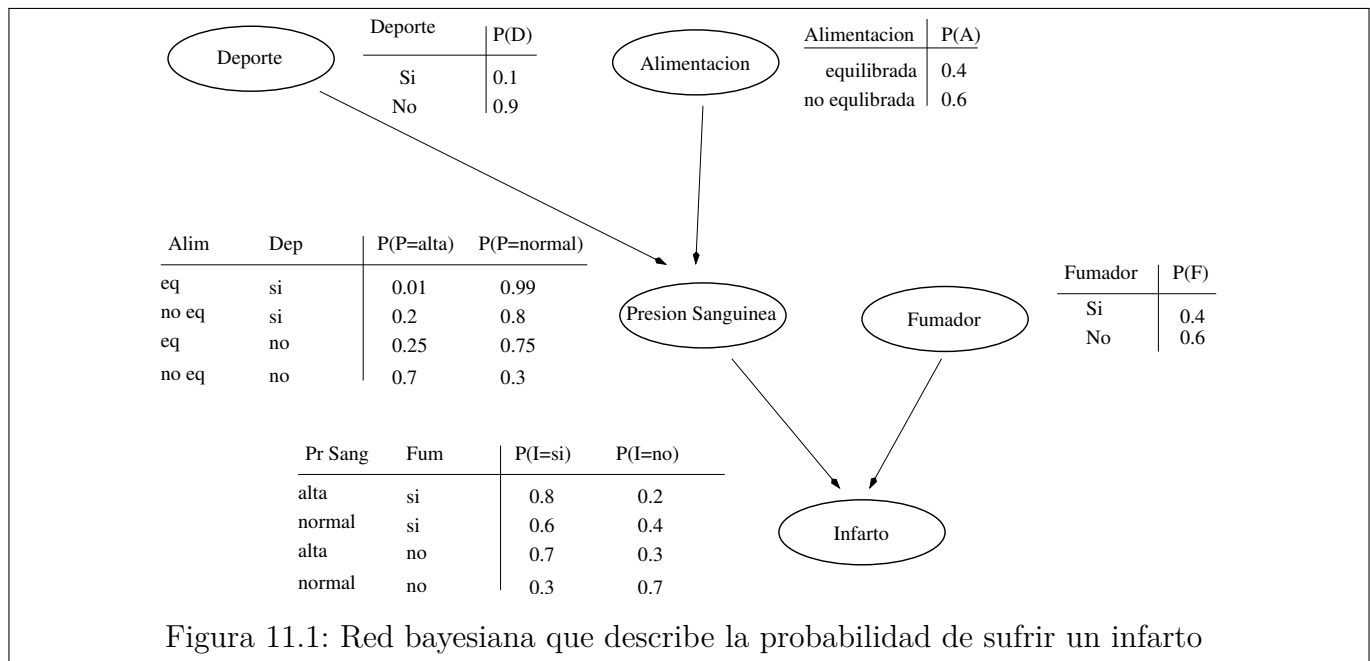 Deporte
Deporte P(D)
Si 0.1
No 0.9
Alimentacion
Alimentacion P(A)
equilibrada 0.4
no equlibrada 0.6
Alim Dep P(P=alta) P(P=normal)
eq si 0.01 0.99
no eq si 0.2 0.8
eq no 0.25 0.75
no eq no 0.7 0.3
Presion Sanguinea
Fumador
Fumador P(F)
Si 0.4
No 0.6
Pr Sang Fum P(I=si) P(I=no)
alta si 0.8 0.2
normal si 0.6 0.4
alta no 0.7 0.3
normal no 0.3 0.7
Infarto
Figura 11.1: Red bayesiana que describe la probabilidad de sufrir un infarto